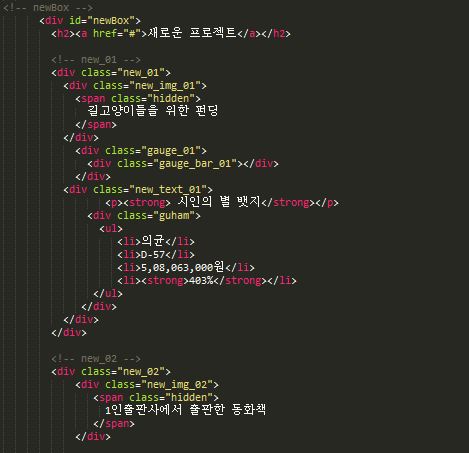 <!-- newBox -->
<div id="newBox">
<h2><a href="#">새로운 프로젝트</a></h2>
<!-- new_01 -->
<div class="new_01">
<div class="new_img_01">
<span class="hidden">
길고양이들을 위한 펀딩
</span>
</div>
<div class="gauge_01">
<div class="gauge_bar_01"></div>
</div>
<div class="new_text_01">
<p><strong> 시인의 별 뱃지</strong></p>
<div class="guham">
<ul>
<li>의균</li>
<li>D-57</li>
<li>5,08,063,000원</li>
<li><strong>403%</strong></li>
</ul>
</div>
</div>
</div>
<!-- new_02 -->
<div class="new_02">
<div class="new_img_02">
<span class="hidden">
1인출판사에서 출판한 동화책
</span>
</div>